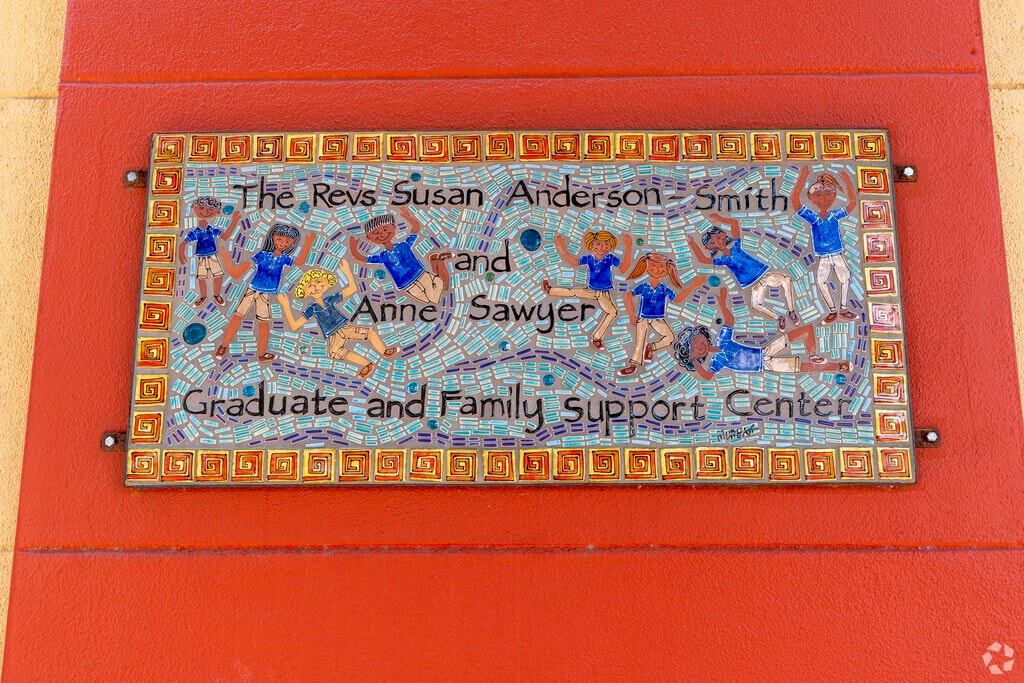 The Revs Susan Anderson-Smith
and
Anne Sawyer
Graduate and Family Support Center